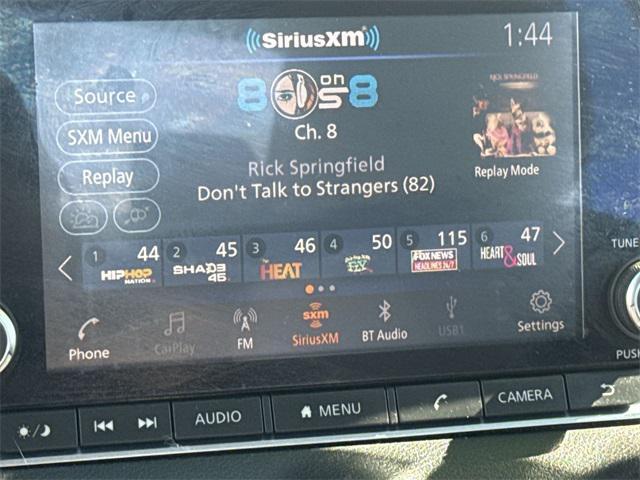 SiriusXM
1:44
Source
SXM Menu
Replay
80s on 8
Ch. 8
Rick Springfield
Don't Talk to Strangers (82)
RICK SPRINGFIELD
Replay Mode
1 44 HIPHOP NATION
2 45 SHADE 45
3 46 THE HEAT
4 50
5 115 FOX NEWS HEADLINES 24/7
6 47 HEART & SOUL
Phone
CarPlay
FM
sxm
SiriusXM
BT Audio
USB1
Settings
TUNE
PUSH
AUDIO
MENU
CAMERA